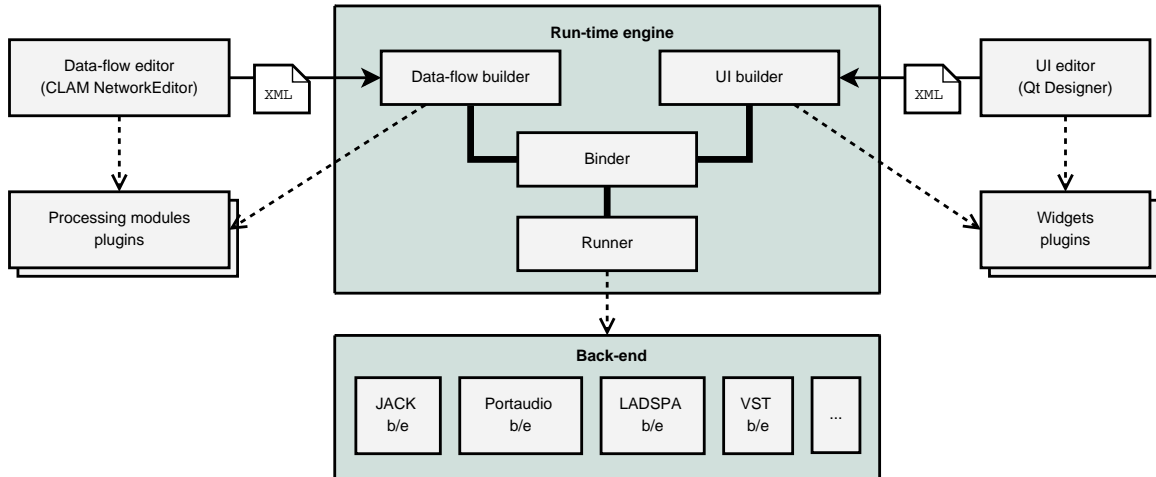 Run-time engine
Data-flow editor
(CLAM NetworkEditor)
XML
Data-flow builder
UI builder
XML
UI editor
(Qt Designer)
Binder
Processing modules
plugins
Runner
Widgets
plugins
Back-end
JACK
b/e
Portaudio
b/e
LADSPA
b/e
VST
b/e
...